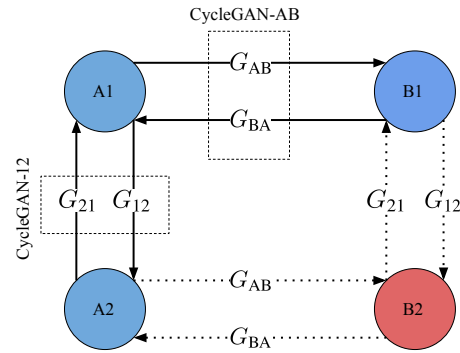 CycleGAN-AB
A1
G_AB
B1
G_BA
CycleGAN-12
G_21
G_12
G_21
G_12
A2
G_AB
B2
G_BA